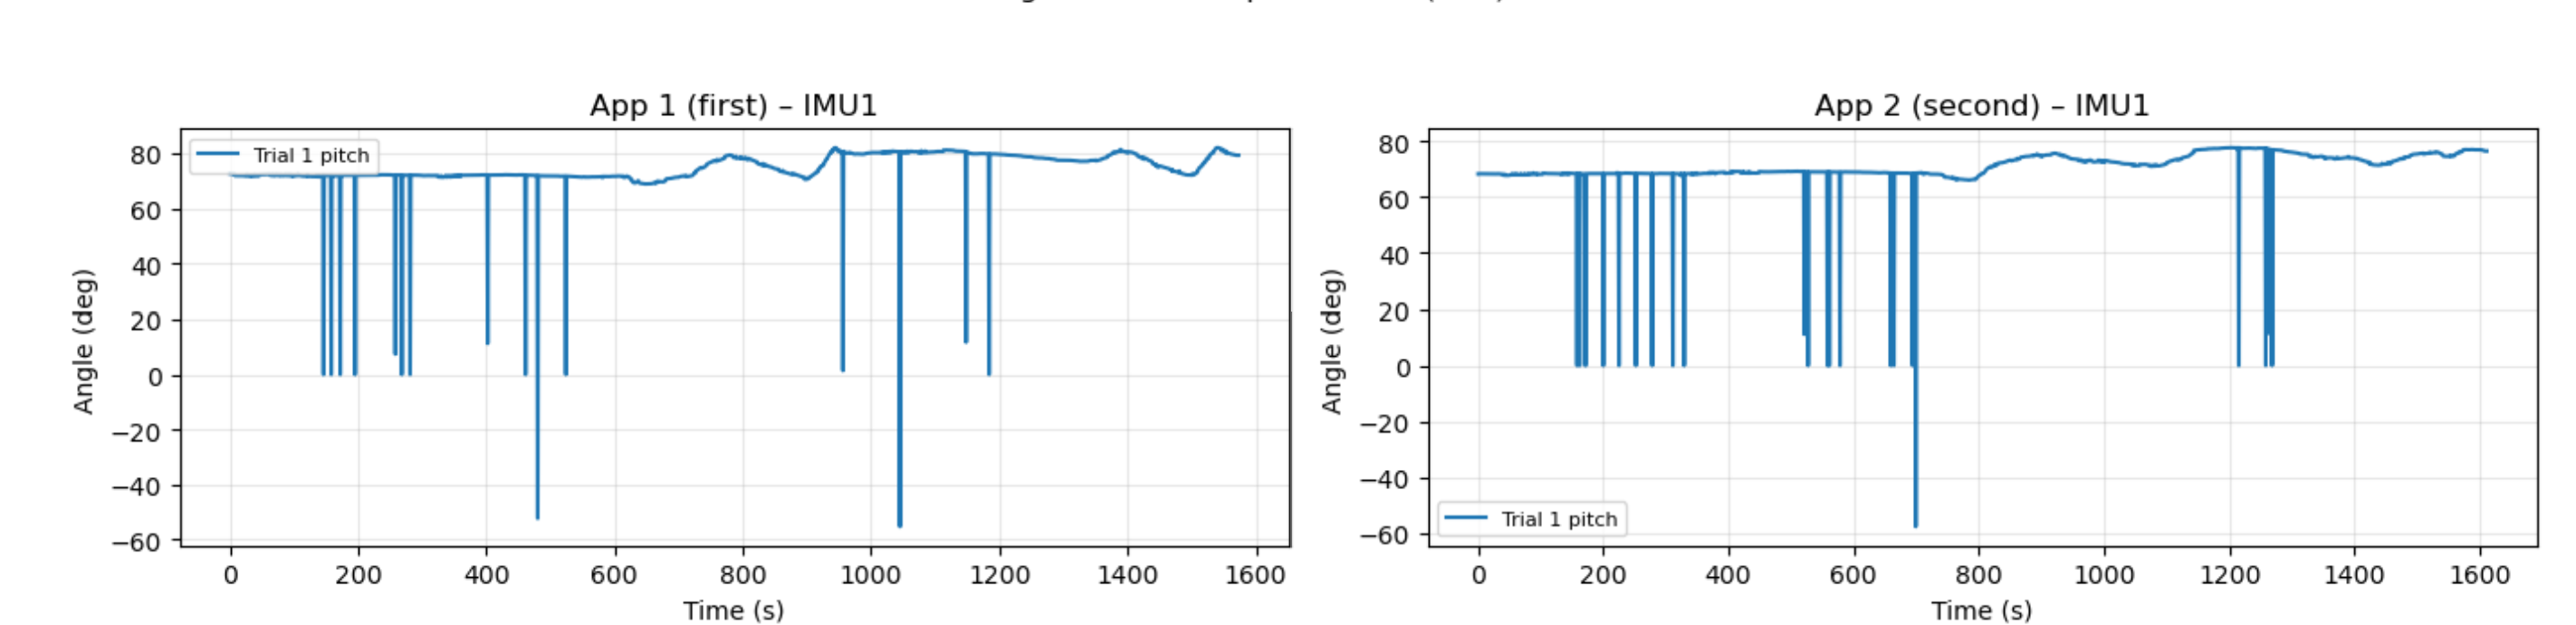 App 1 (first) – IMU1
Trial 1 pitch
80
60
40
20
0
−20
−40
−60
Angle (deg)
0 200 400 600 800 1000 1200 1400 1600
Time (s)
App 2 (second) – IMU1
80
60
40
20
0
−20
−40
−60
Angle (deg)
Trial 1 pitch
0 200 400 600 800 1000 1200 1400 1600
Time (s)